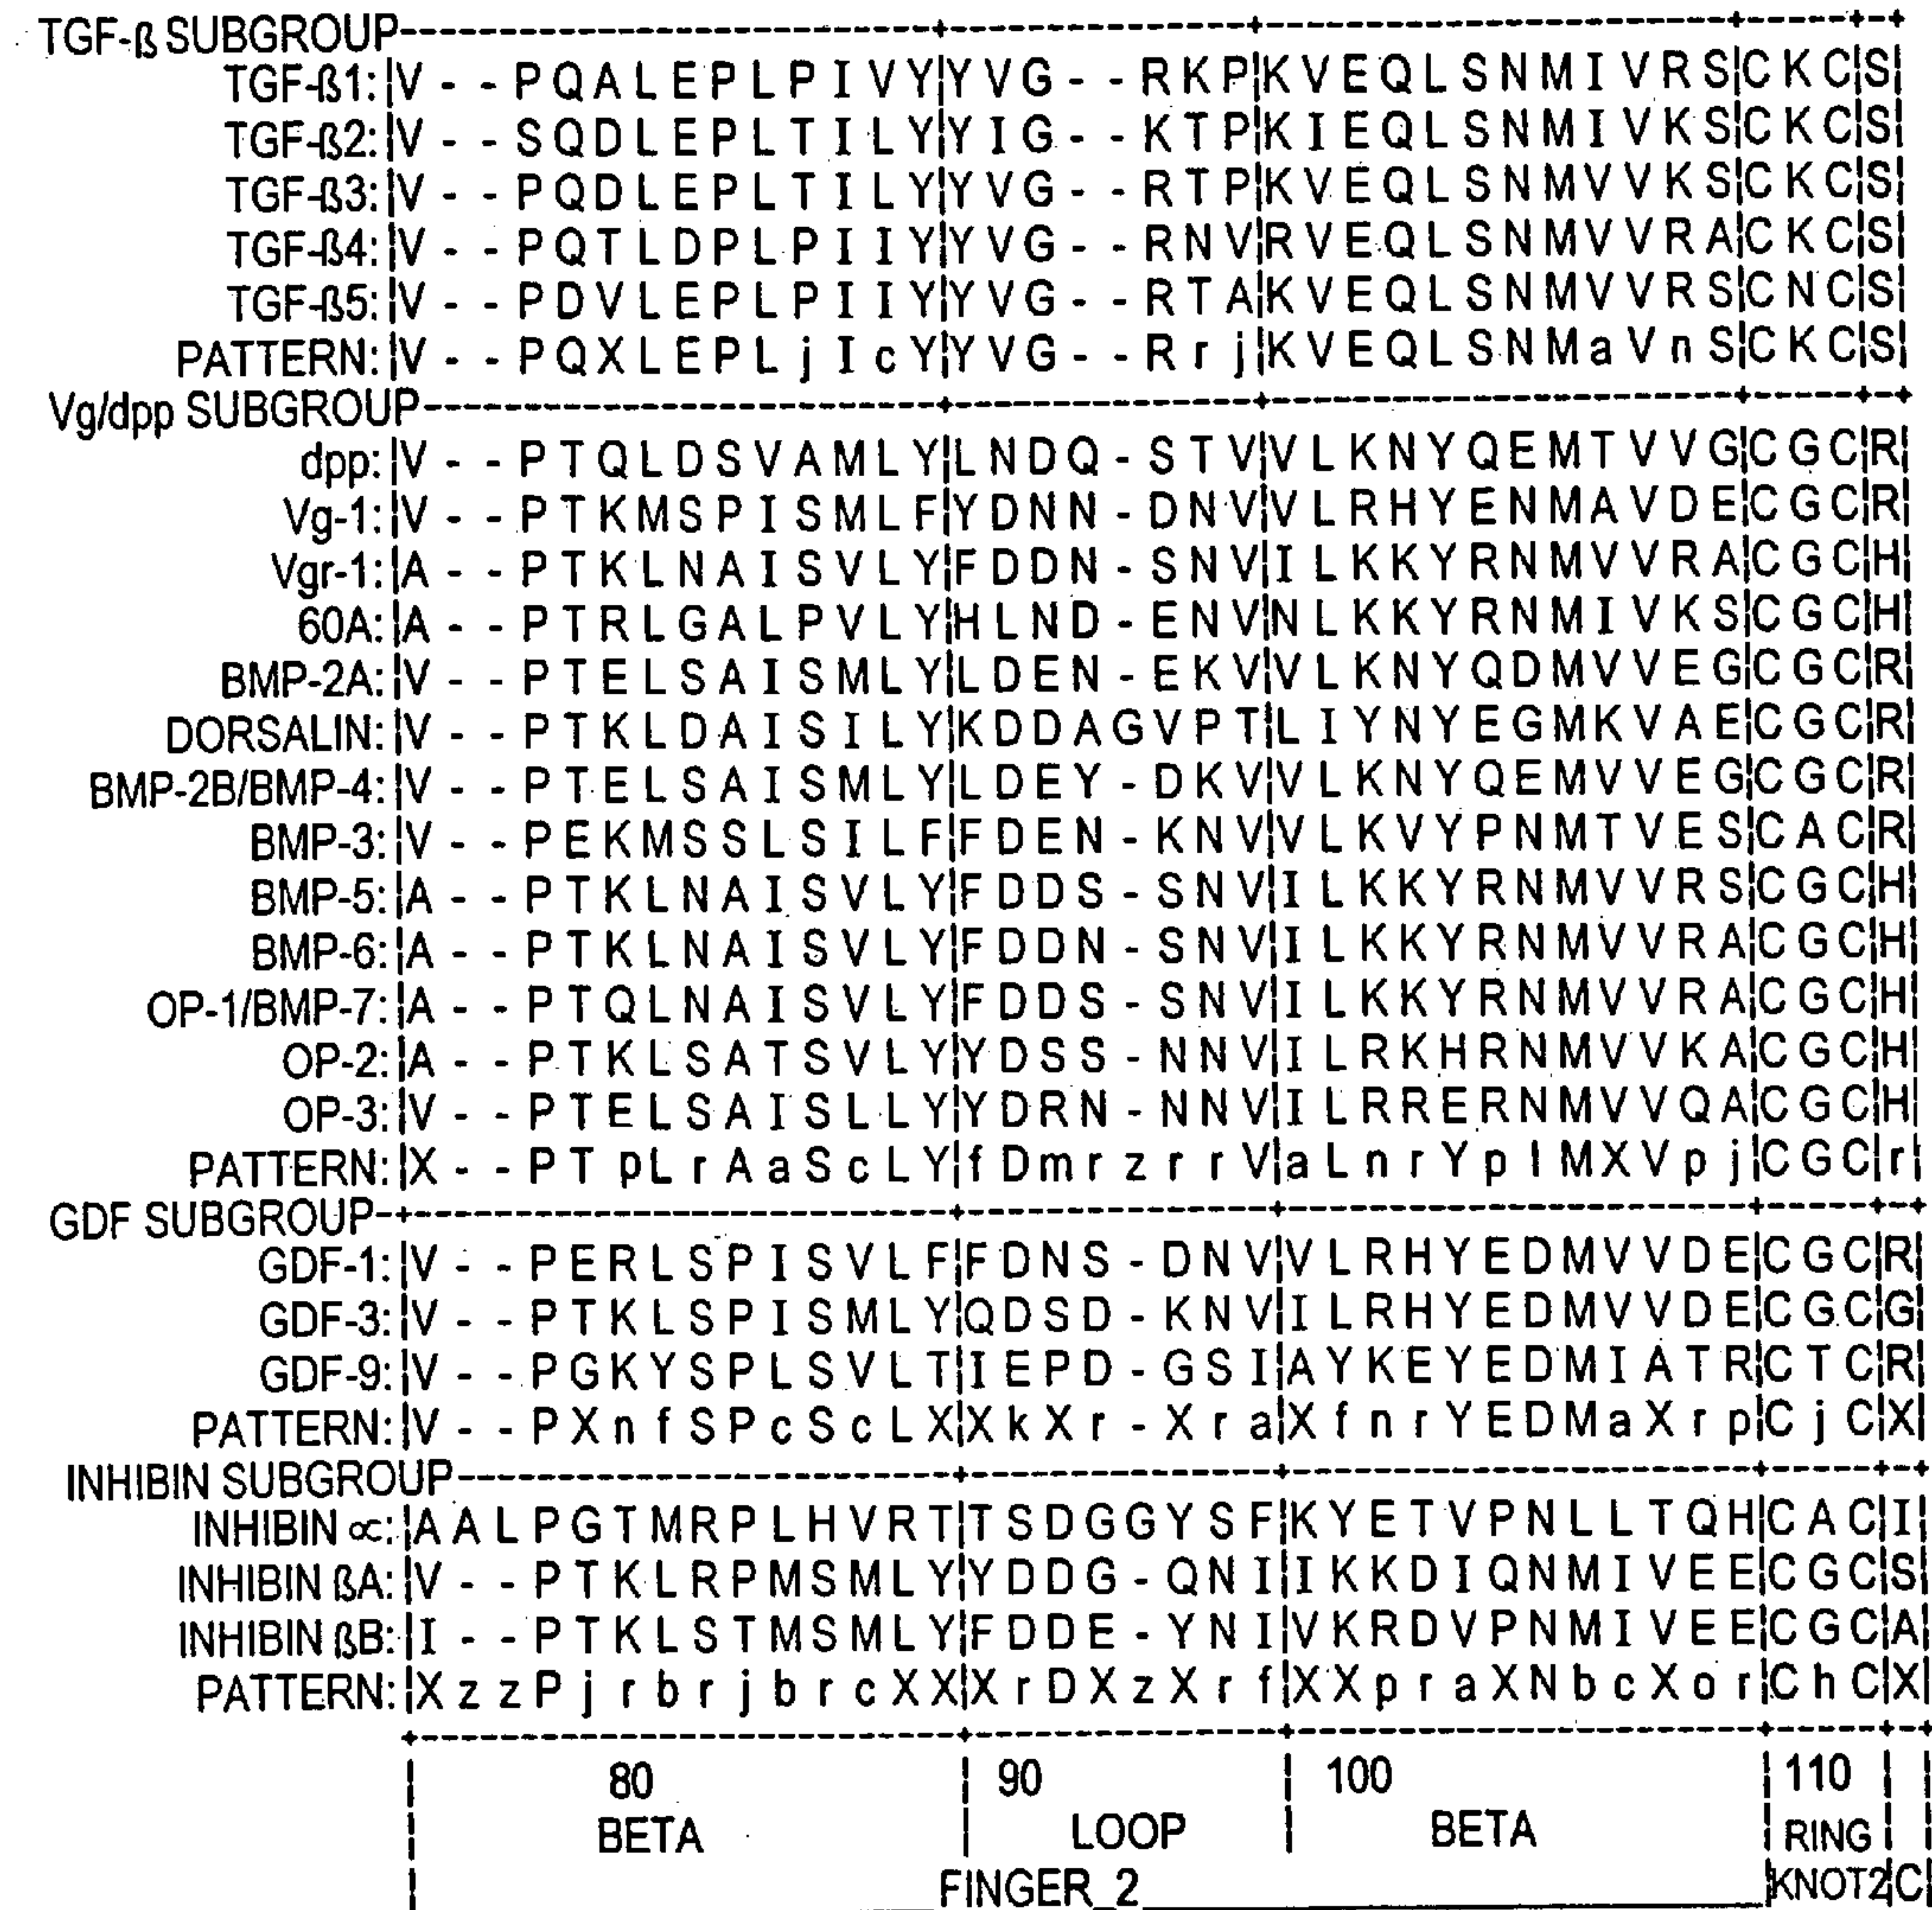 TGF-ß SUBGROUP--------------------------+---------------+-----------------------+-----+-+
TGF-ß1:|V - - P Q A L E P L P I V Y|Y V G - - R K P|K V E Q L S N M I V R S|C K C|S|
TGF-ß2:|V - - S Q D L E P L T I L Y|Y I G - - K T P|K I E Q L S N M I V K S|C K C|S|
TGF-ß3:|V - - P Q D L E P L T I L Y|Y V G - - R T P|K V E Q L S N M V V K S|C K C|S|
TGF-ß4:|V - - P Q T L D P L P I I Y|Y V G - - R N V|R V E Q L S N M V V R A|C K C|S|
TGF-ß5:|V - - P D V L E P L P I I Y|Y V G - - R T A|K V E Q L S N M V V R S|C N C|S|
PATTERN:|V - - P Q X L E P L j I c Y|Y V G - - R r j|K V E Q L S N M a V n S|C K C|S|
Vg/dpp SUBGROUP-------------------------+---------------+-----------------------+-----+-+
dpp:|V - - P T Q L D S V A M L Y|L N D Q - S T V|V L K N Y Q E M T V V G|C G C|R|
Vg-1:|V - - P T K M S P I S M L F|Y D N N - D N V|V L R H Y E N M A V D E|C G C|R|
Vgr-1:|A - - P T K L N A I S V L Y|F D D N - S N V|I L K K Y R N M V V R A|C G C|H|
60A:|A - - P T R L G A L P V L Y|H L N D - E N V|N L K K Y R N M I V K S|C G C|H|
BMP-2A:|V - - P T E L S A I S M L Y|L D E N - E K V|V L K N Y Q D M V V E G|C G C|R|
DORSALIN:|V - - P T K L D A I S I L Y|K D D A G V P T|L I Y N Y E G M K V A E|C G C|R|
BMP-2B/BMP-4:|V - - P T E L S A I S M L Y|L D E Y - D K V|V L K N Y Q E M V V E G|C G C|R|
BMP-3:|V - - P E K M S S L S I L F|F D E N - K N V|V L K V Y P N M T V E S|C A C|R|
BMP-5:|A - - P T K L N A I S V L Y|F D D S - S N V|I L K K Y R N M V V R S|C G C|H|
BMP-6:|A - - P T K L N A I S V L Y|F D D N - S N V|I L K K Y R N M V V R A|C G C|H|
OP-1/BMP-7:|A - - P T Q L N A I S V L Y|F D D S - S N V|I L K K Y R N M V V R A|C G C|H|
OP-2:|A - - P T K L S A T S V L Y|Y D S S - N N V|I L R K H R N M V V K A|C G C|H|
OP-3:|V - - P T E L S A I S L L Y|Y D R N - N N V|I L R R E R N M V V Q A|C G C|H|
PATTERN:|X - - P T p L r A a S c L Y|f D m r z r r V|a L n r Y p l M X V p j|C G C|r|
GDF SUBGROUP-+--------------------------+---------------+-----------------------+-----+-+
GDF-1:|V - - P E R L S P I S V L F|F D N S - D N V|V L R H Y E D M V V D E|C G C|R|
GDF-3:|V - - P T K L S P I S M L Y|Q D S D - K N V|I L R H Y E D M V V D E|C G C|G|
GDF-9:|V - - P G K Y S P L S V L T|I E P D - G S I|A Y K E Y E D M I A T R|C T C|R|
PATTERN:|V - - P X n f S P c S c L X|X k X r - X r a|X f n r Y E D M a X r p|C j C|X|
INHIBIN SUBGROUP------------------------+---------------+-----------------------+-----+-+
INHIBIN ∝:|A A L P G T M R P L H V R T|T S D G G Y S F|K Y E T V P N L L T Q H|C A C|I|
INHIBIN ßA:|V - - P T K L R P M S M L Y|Y D D G - Q N I|I K K D I Q N M I V E E|C G C|S|
INHIBIN ßB:|I - - P T K L S T M S M L Y|F D D E - Y N I|V K R D V P N M I V E E|C G C|A|
PATTERN:|X z z P j r b r j b r c X X|X r D X z X r f|X X p r a X N b c X o r|C h C|X|
+---------------------------+---------------+-----------------------+-----+-+
| 80 | 90 | 100 | 110 | |
| BETA | LOOP | BETA | RING | |
| FINGER_2 |KNOT2|C|